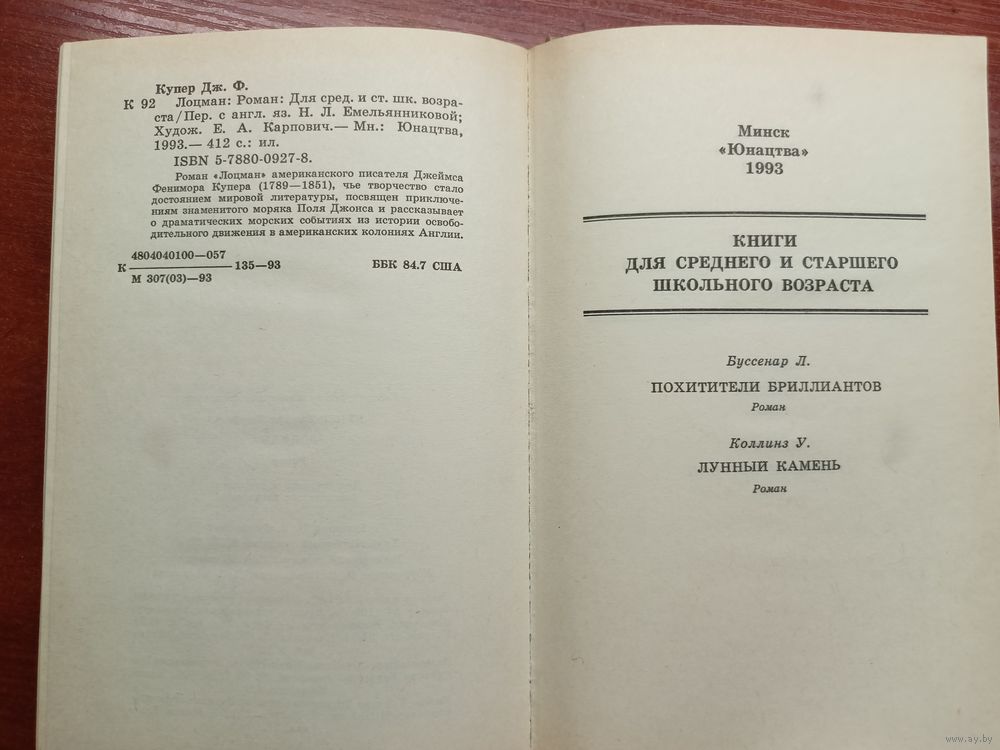 Купер Дж. Ф.
К 92 Лоцман: Роман: Для сред. и ст. шк. возра-
ста/Пер. с англ. яз. Н. Л. Емельянниковой;
Худож. Е. А. Карпович.— Мн.: Юнацтва,
1993.— 412 с.: ил.
ISBN 5-7880-0927-8.
Роман «Лоцман» американского писателя Джеймса
Фенимора Купера (1789—1851), чье творчество стало
достоянием мировой литературы, посвящен приключе-
ниям знаменитого моряка Поля Джонса и рассказывает
о драматических морских событиях из истории освобо-
дительного движения в американских колониях Англии.
4804040100—057
К 135—93 ББК 84.7 США
М 307(03)—93
Минск
«Юнацтва»
1993
КНИГИ
ДЛЯ СРЕДНЕГО И СТАРШЕГО
ШКОЛЬНОГО ВОЗРАСТА
Буссенар Л.
ПОХИТИТЕЛИ БРИЛЛИАНТОВ
Роман
Коллинз У.
ЛУННЫЙ КАМЕНЬ
Роман
www.ay.by